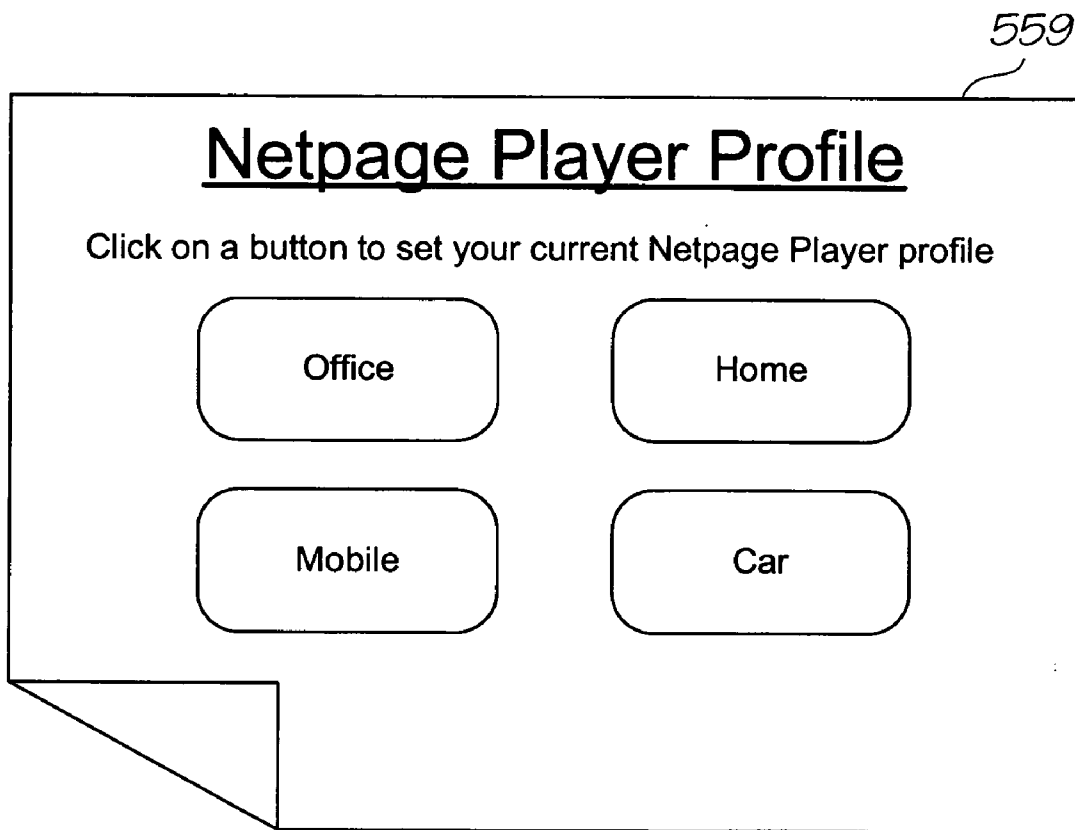 559
Netpage Player Profile
Click on a button to set your current Netpage Player profile
Office Home
Mobile Car